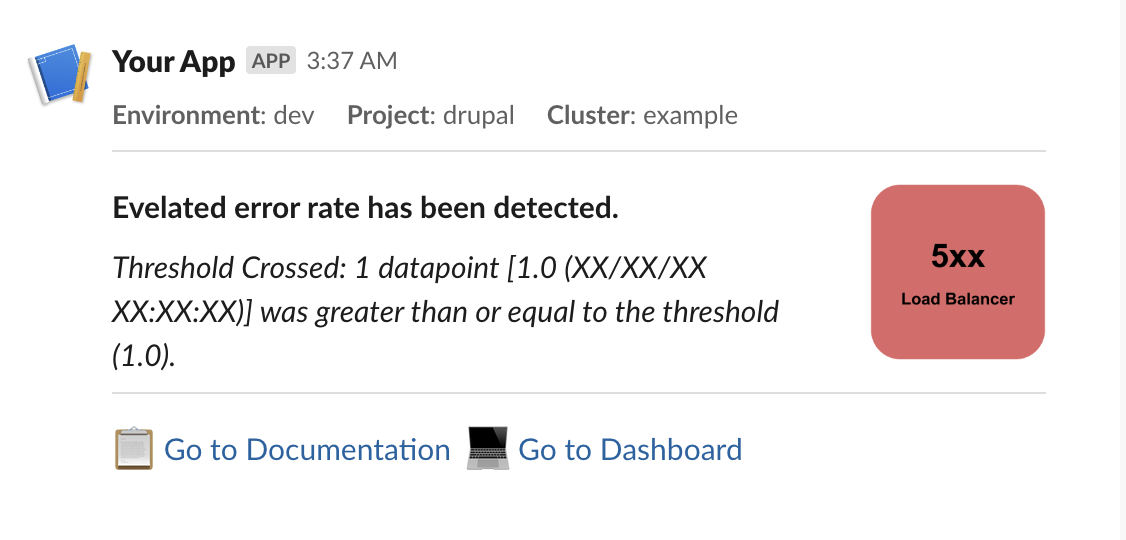 Your App APP 3:37 AM
Environment: dev Project: drupal Cluster: example
Evelated error rate has been detected.
Threshold Crossed: 1 datapoint [1.0 (XX/XX/XX
XX:XX:XX)] was greater than or equal to the threshold
(1.0).
5xx
Load Balancer
Go to Documentation Go to Dashboard